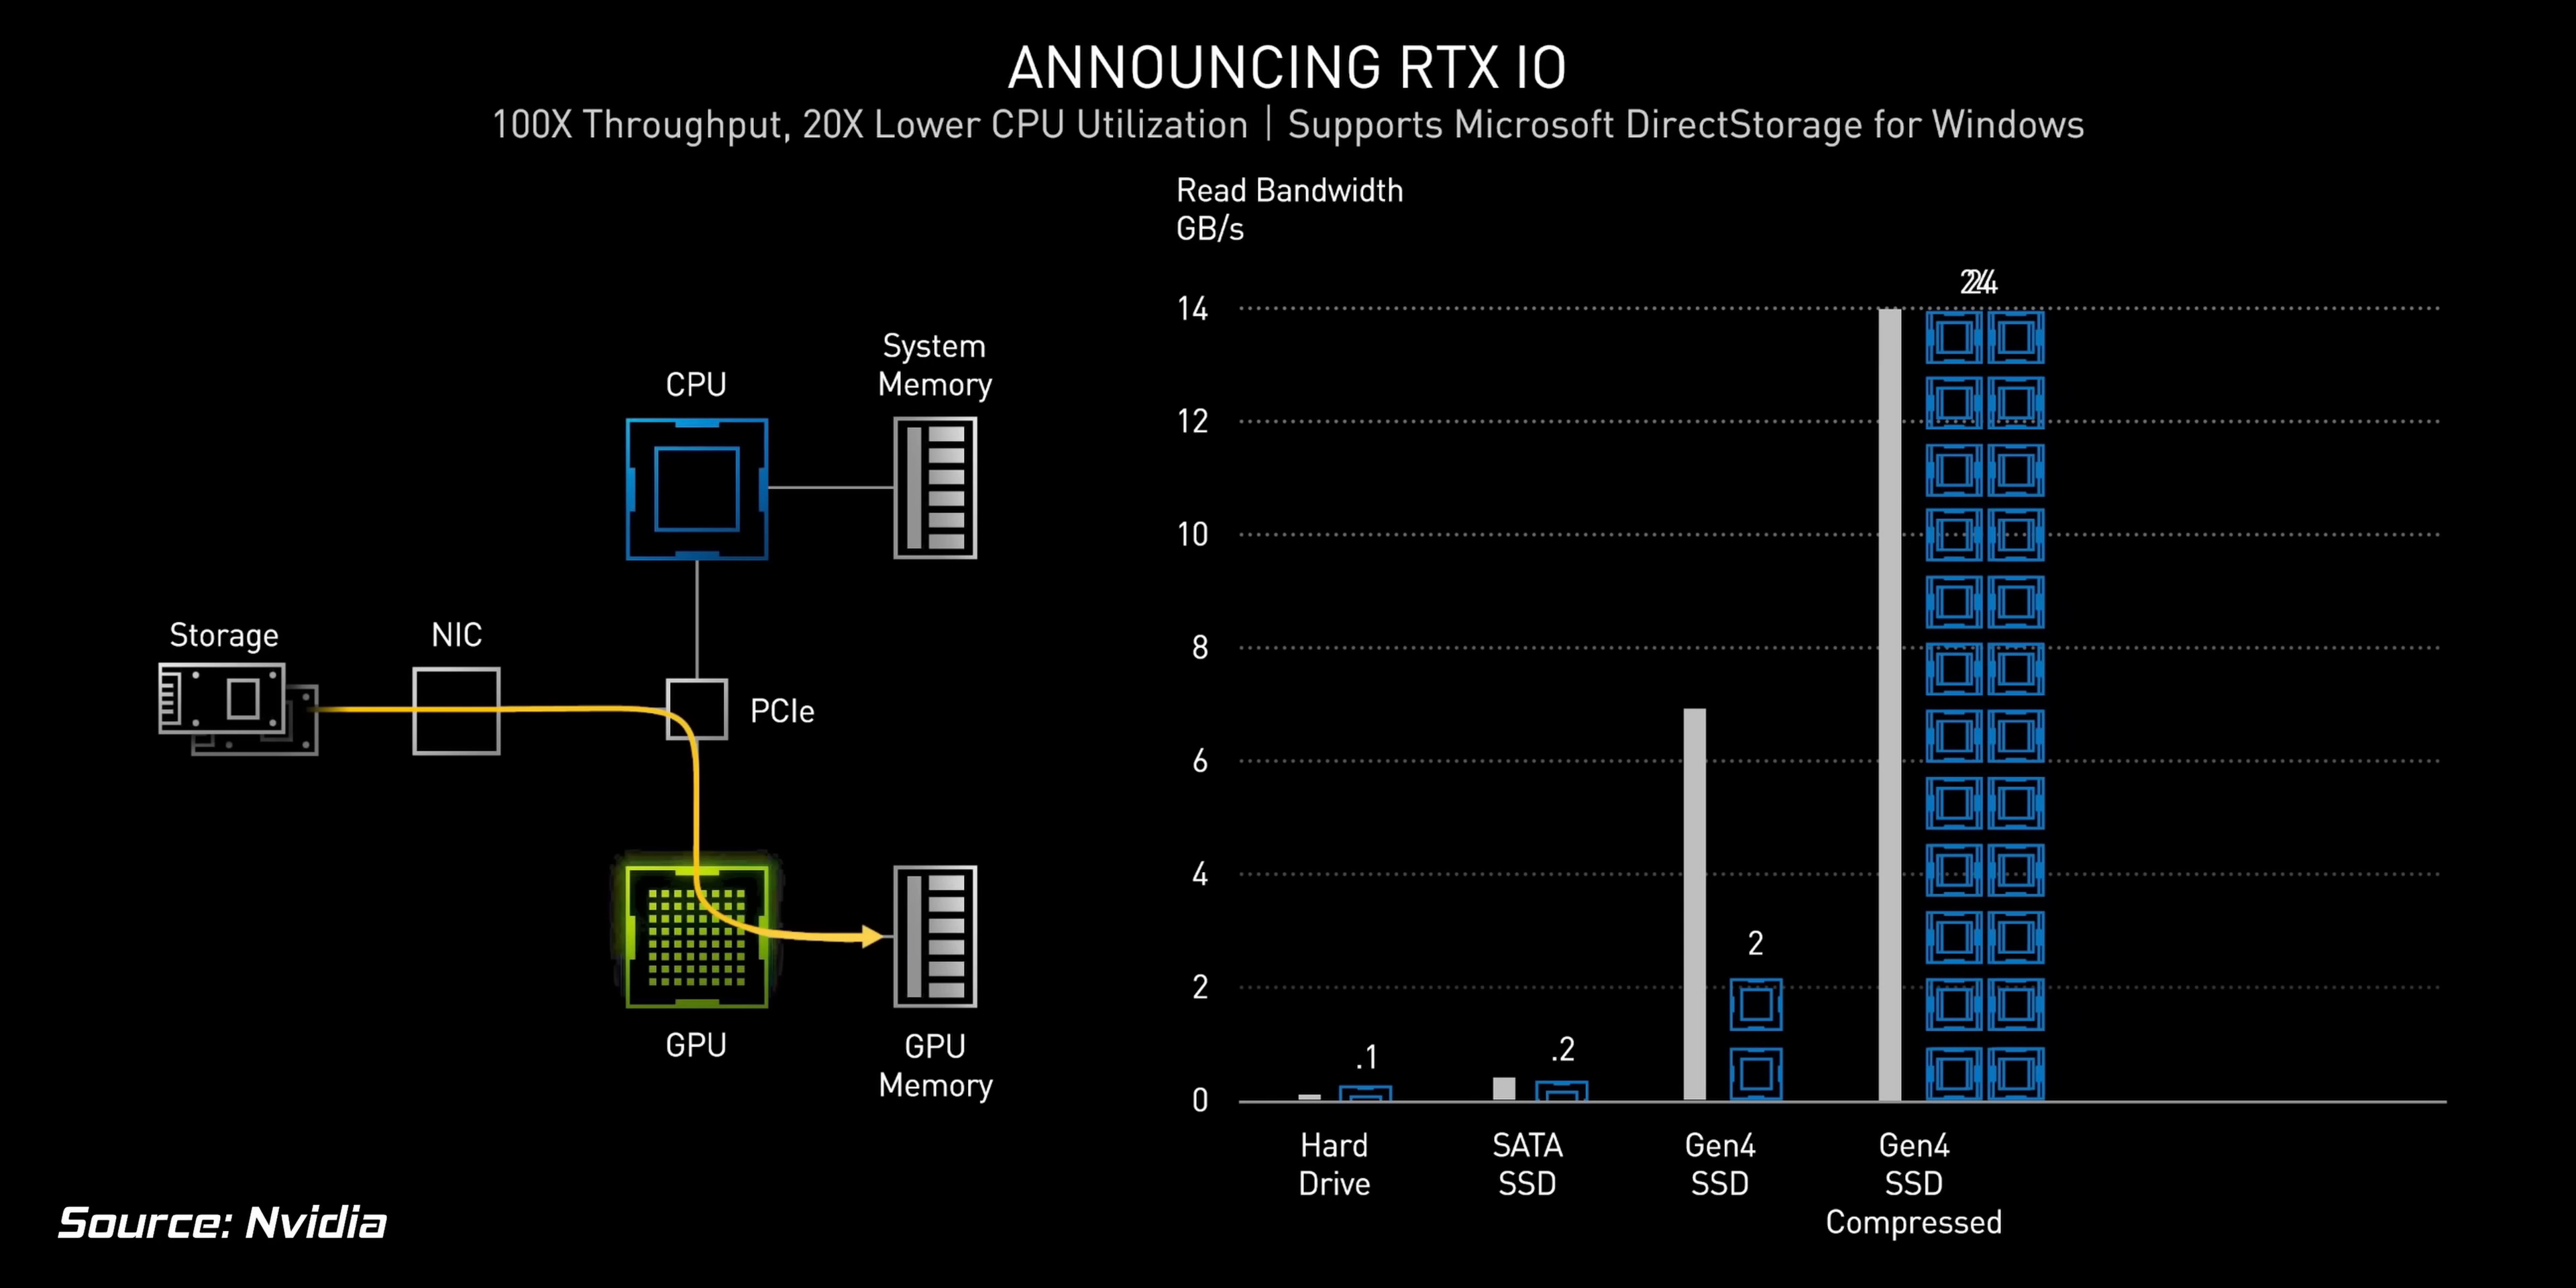 ANNOUNCING RTX IO
100X Throughput, 20X Lower CPU Utilization | Supports Microsoft DirectStorage for Windows
CPU
System
Memory
Storage
NIC
PCIe
GPU
GPU
Memory
Read Bandwidth
GB/s
14
12
10
8
6
4
2
0
.1
.2
2
Hard
Drive
SATA
SSD
Gen4
SSD
Gen4
SSD
Compressed
Source: Nvidia